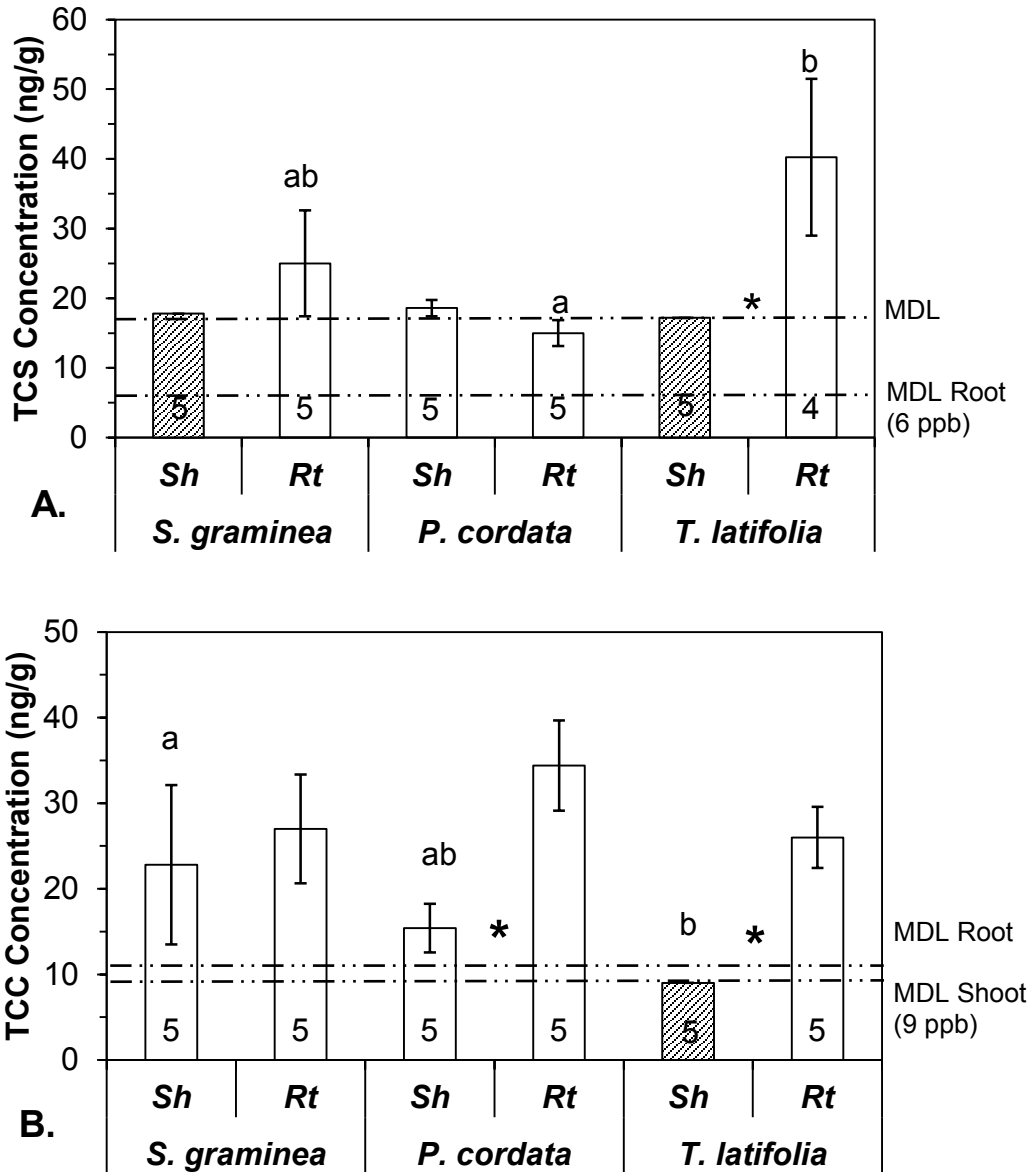 60
50
40
30
20
10
0
TCS Concentration (ng/g)
ab
a
*
b
MDL
MDL Root
(6 ppb)
5 5 5 5 5 4
Sh Rt Sh Rt Sh Rt
S. graminea P. cordata T. latifolia
A.
50
40
30
20
10
0
TCC Concentration (ng/g)
a
ab
*
b
*
MDL Root
MDL Shoot
(9 ppb)
5 5 5 5 5 5
Sh Rt Sh Rt Sh Rt
S. graminea P. cordata T. latifolia
B.